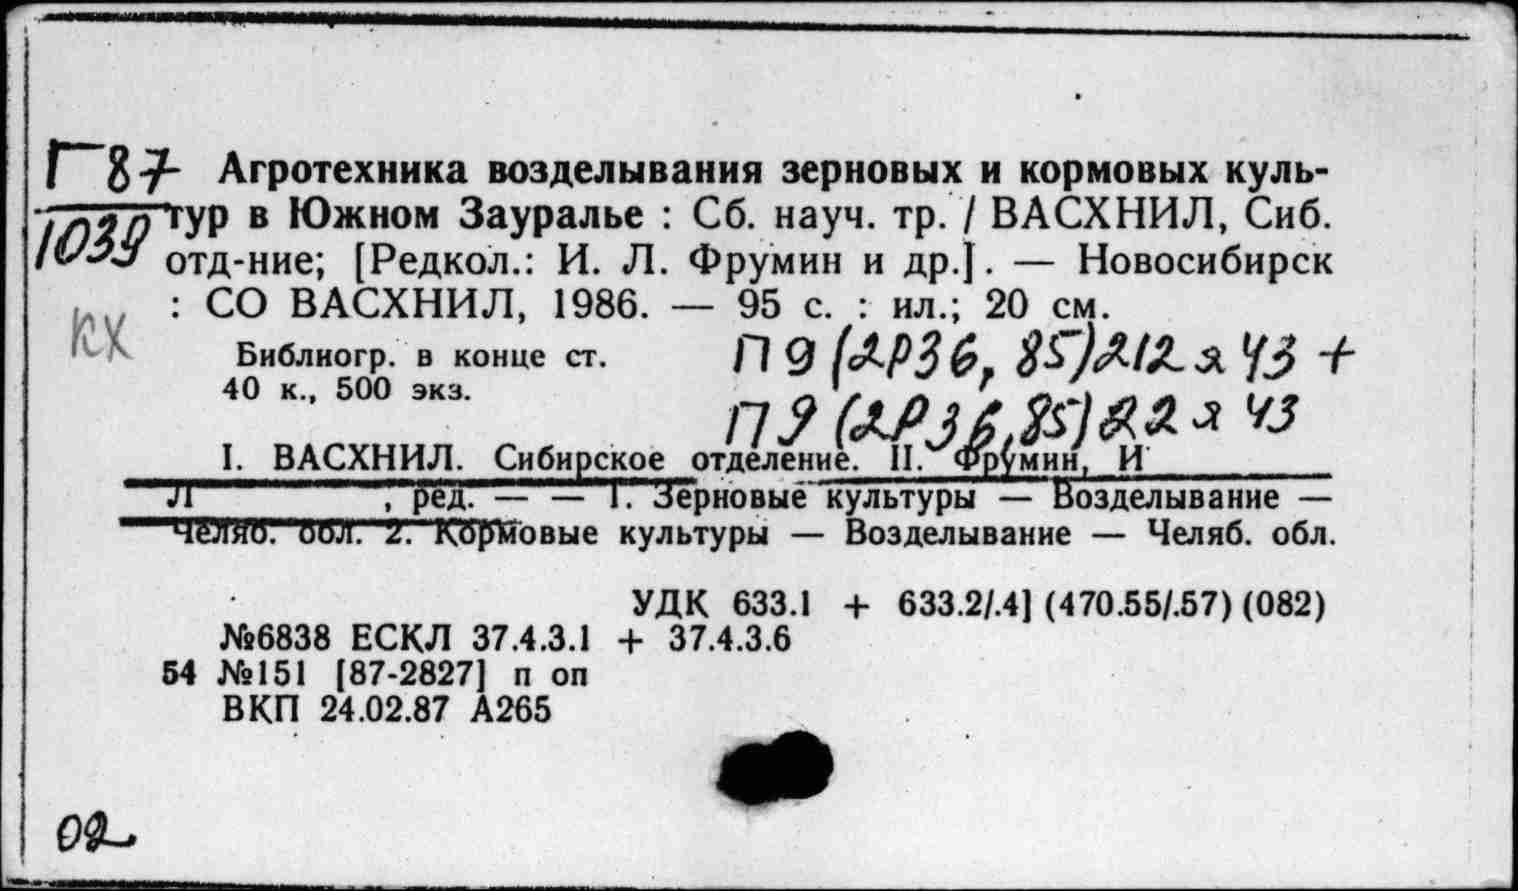 Г87 Агротехника возделывания зерновых и кормовых куль-
1039 тур в Южном Зауралье : Сб. науч. тр. / ВАСХНИЛ, Сиб.
отд-ние; [Редкол.: И. Л. Фрумин и др.]. — Новосибирск
: СО ВАСХНИЛ, 1986. — 95 с. : ил.; 20 см.
кх
Библиогр. в конце ст.
П9(2Р36,85)212я43 +
40 к., 500 экз.
П9(2Р36,85)22я43
I. ВАСХНИЛ. Сибирское отделение. II. Фрумин, И
Л , ред. — — 1. Зерновые культуры — Возделывание —
Челяб. обл. 2. Кормовые культуры — Возделывание — Челяб. обл.
УДК 633.1 + 633.2/.4] (470.55/.57) (082)
№6838 ЕСКЛ 37.4.3.1 + 37.4.3.6
54 №151 [87-2827] п оп
ВКП 24.02.87 А265
02